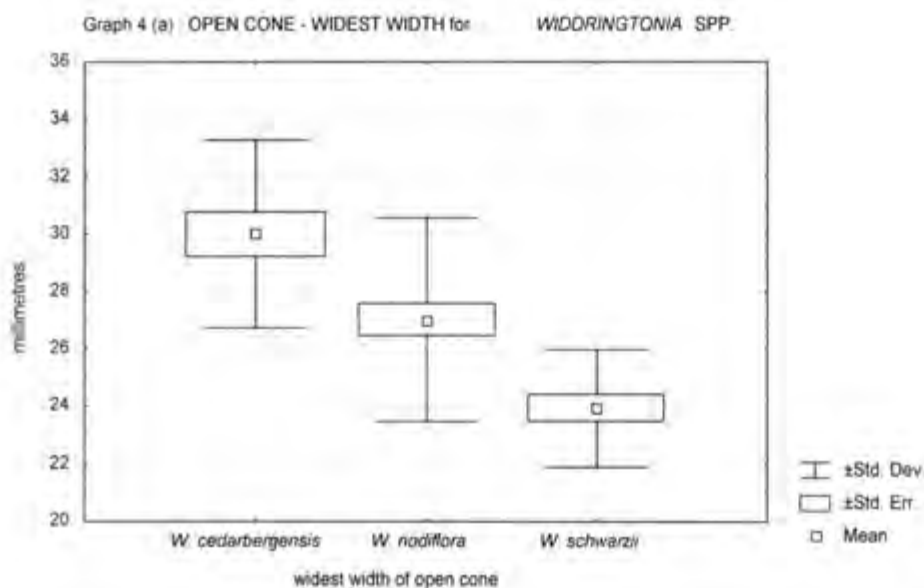 Graph 4 (a) OPEN CONE - WIDEST WIDTH for WIDDRINGTONIA SPP.
36
34
32
30
28
26
24
22
20
millimetres
W. cedarbergensis W. nodiflora W. schwarzii
widest width of open cone
±Std. Dev
±Std. Err.
Mean